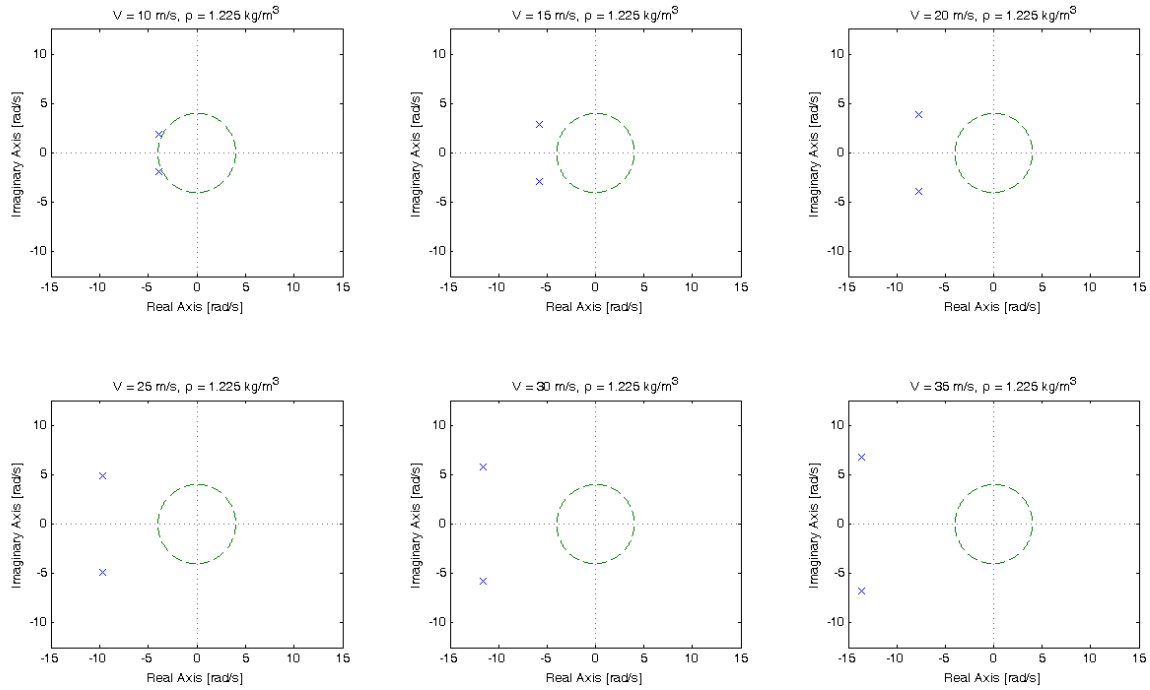 V = 10 m/s, ρ = 1.225 kg/m³
Imaginary Axis [rad/s]
10
5
0
-5
-10
-15 -10 -5 0 5 10 15
Real Axis [rad/s]
V = 15 m/s, ρ = 1.225 kg/m³
Imaginary Axis [rad/s]
10
5
0
-5
-10
-15 -10 -5 0 5 10 15
Real Axis [rad/s]
V = 20 m/s, ρ = 1.225 kg/m³
Imaginary Axis [rad/s]
10
5
0
-5
-10
-15 -10 -5 0 5 10 15
Real Axis [rad/s]
V = 25 m/s, ρ = 1.225 kg/m³
Imaginary Axis [rad/s]
10
5
0
-5
-10
-15 -10 -5 0 5 10 15
Real Axis [rad/s]
V = 30 m/s, ρ = 1.225 kg/m³
Imaginary Axis [rad/s]
10
5
0
-5
-10
-15 -10 -5 0 5 10 15
Real Axis [rad/s]
V = 35 m/s, ρ = 1.225 kg/m³
Imaginary Axis [rad/s]
10
5
0
-5
-10
-15 -10 -5 0 5 10 15
Real Axis [rad/s]